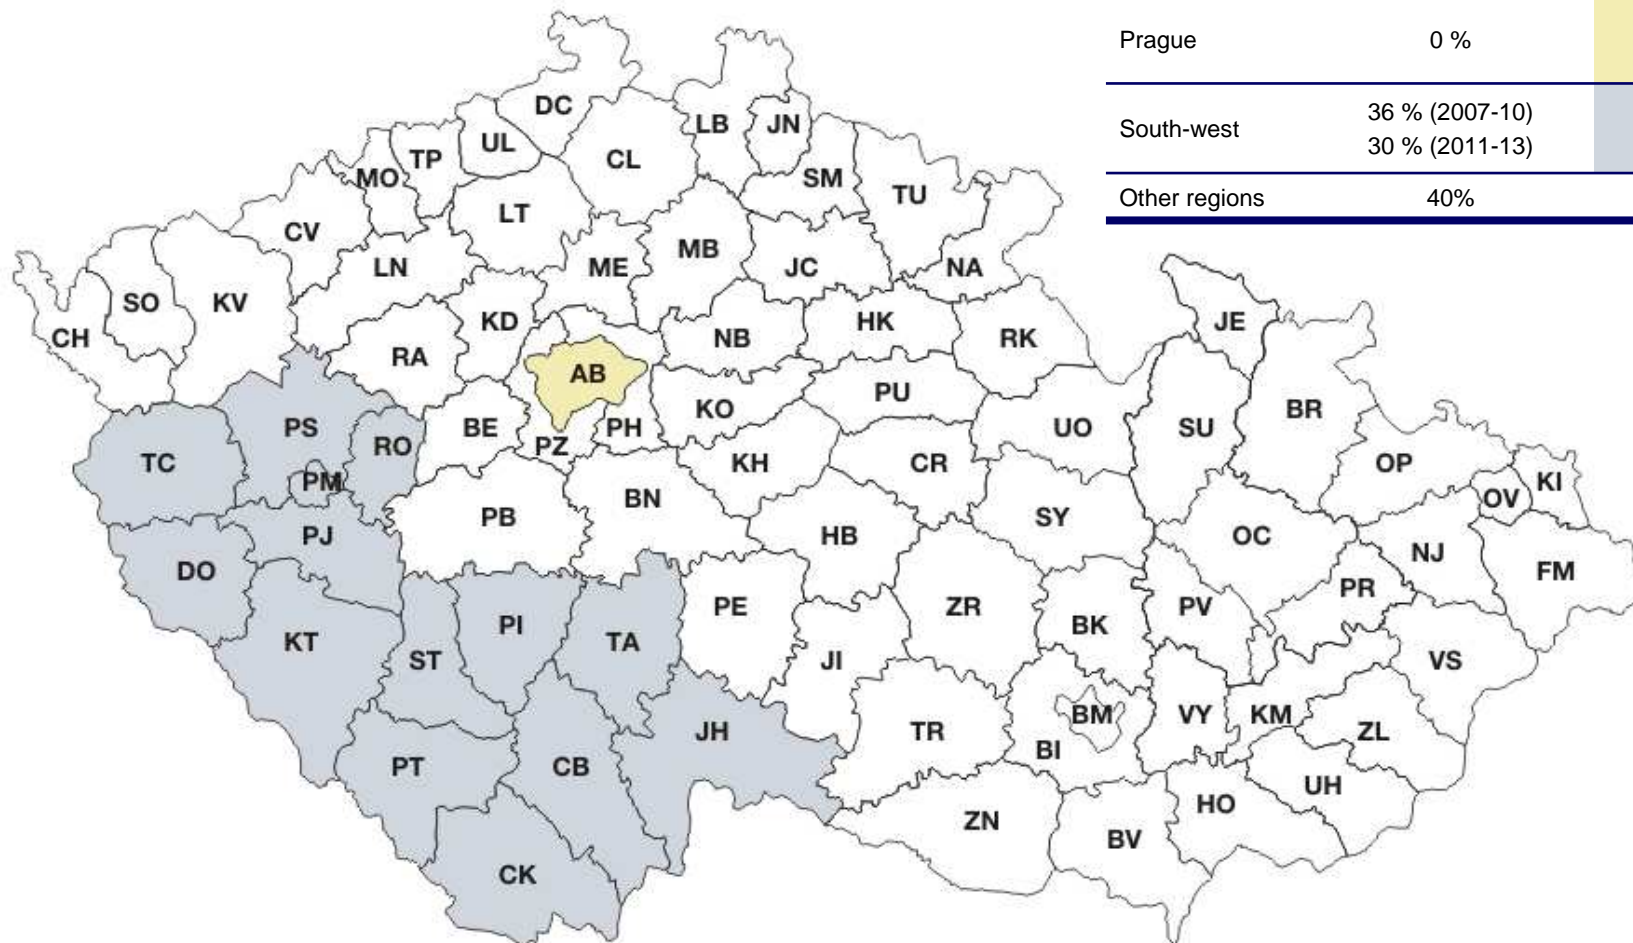 Prague 0 %
South-west 36 % (2007-10)
30 % (2011-13)
Other regions 40%
DC
LB JN
UL
TP CL
MO SM
TU
LT
CV
MB
LN ME JC NA
SO KV
KD HK JE
CH NB RK
RA
AB
PU
KO BR
PS BE PH UO SU
RO PZ
TC KH CR OP
PM KI
BN OV
PB SY
PJ HB OC
NJ
DO FM
PR
PE ZR PV
PI BK
KT TA
ST JI VS
BM VY KM
JH TR ZL
BI
PT CB
UH
HO
ZN
BV
CK